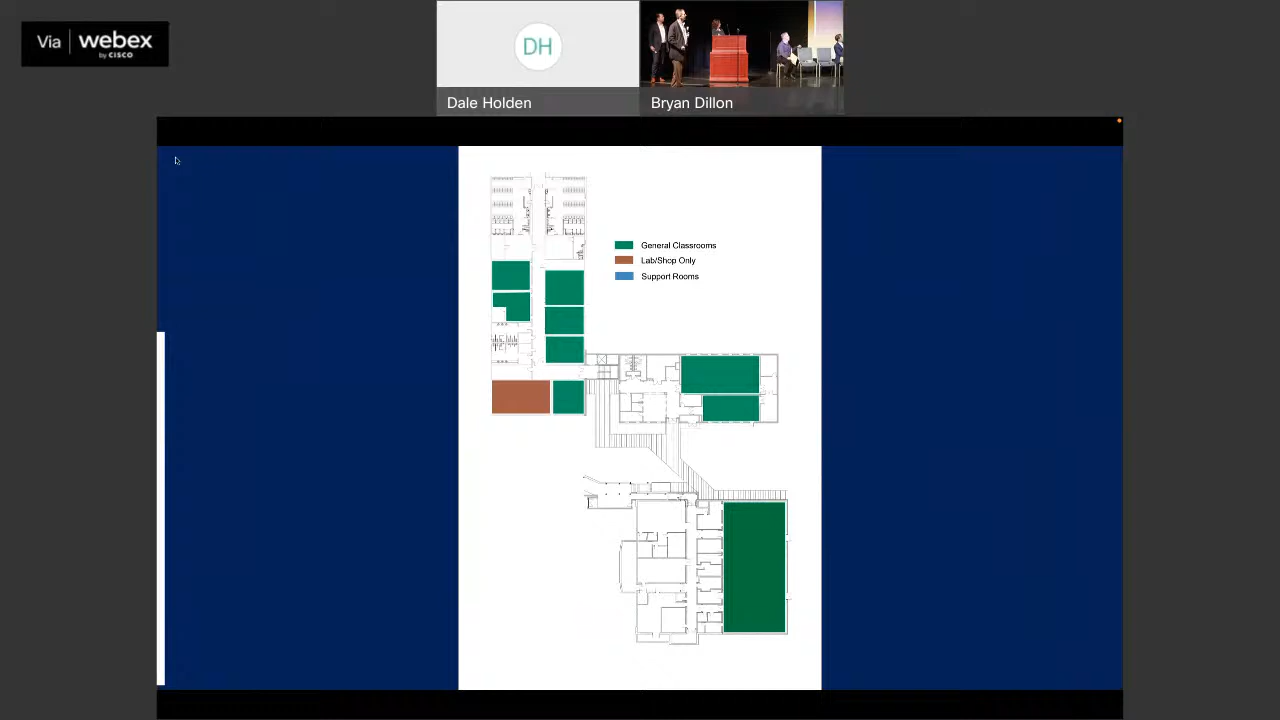 Via webex
by CISCO
DH
Dale Holden
Bryan Dillon
General Classrooms
Lab/Shop Only
Support Rooms